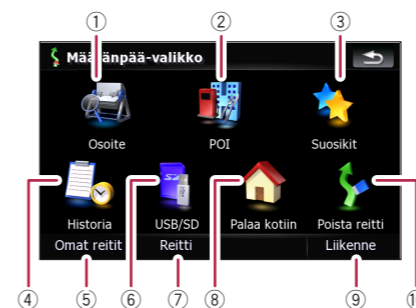 ① ② ③
Määränpää-valikko
Osoite POI Suosikit
Historia USB/SD Palaa kotiin Poista reitti
Omat reitit Reitti Liikenne
④ ⑤ ⑥ ⑦ ⑧ ⑨